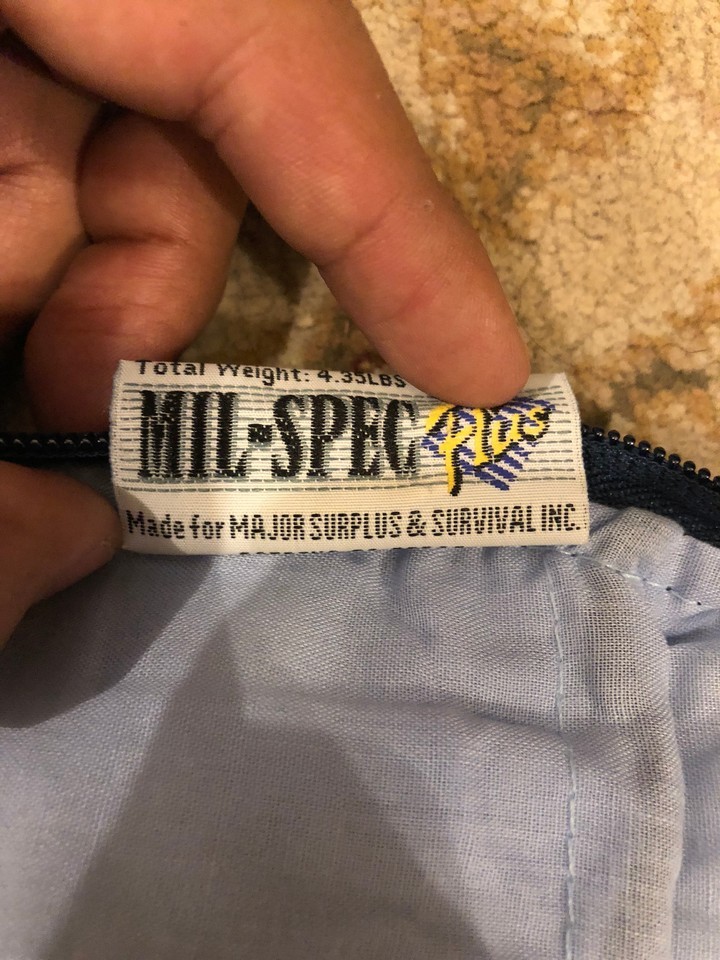 Total Weight: 4.35LBS
MIL-SPEC Plus
Made for MAJOR SURPLUS & SURVIVAL INC.